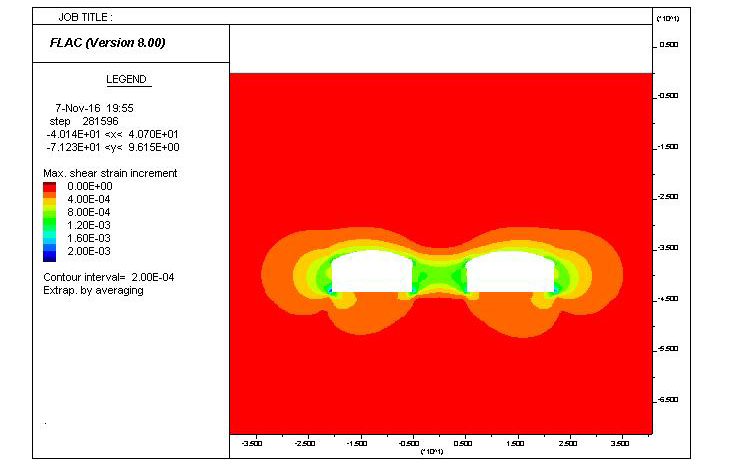 JOB TITLE :
(*10^1)
FLAC (Version 8.00)
LEGEND
7-Nov-16 19:55
step 281596
-4.014E+01 <x< 4.070E+01
-7.123E+01 <y< 9.615E+00
Max. shear strain increment
0.00E+00
4.00E-04
8.00E-04
1.20E-03
1.60E-03
2.00E-03
Contour interval= 2.00E-04
Extrap. by averaging
0.500
-0.500
-1.500
-2.500
-3.500
-4.500
-5.500
-6.500
-3.500 -2.500 -1.500 -0.500 0.500 1.500 2.500 3.500
(*10^1)